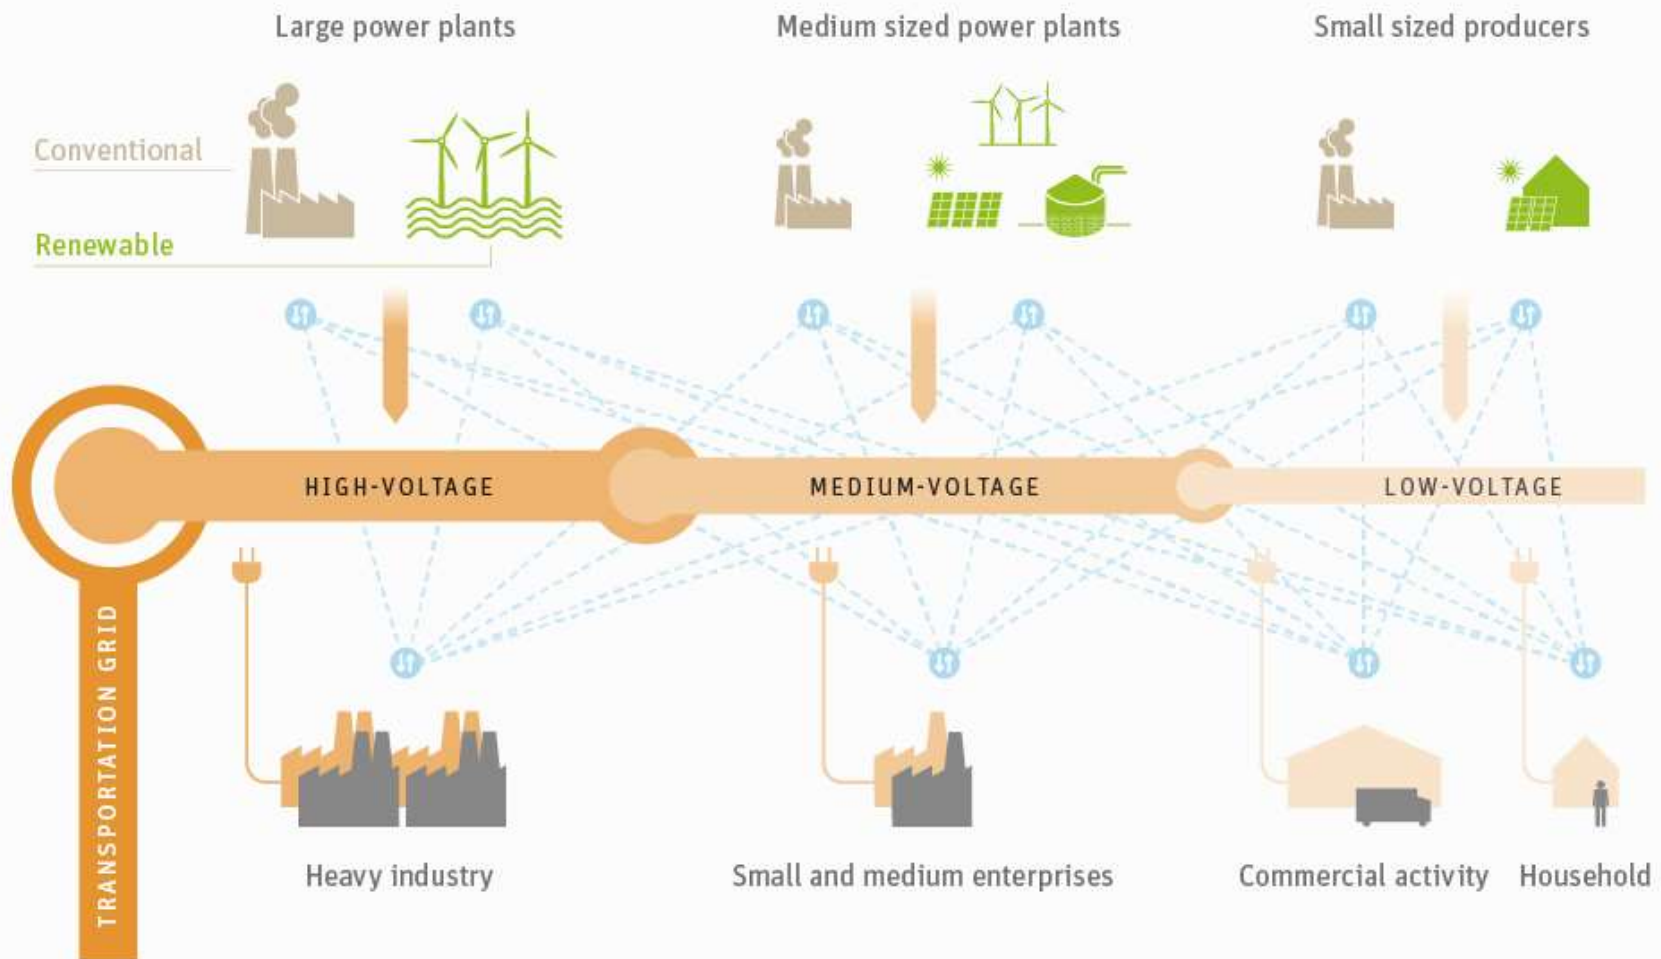 Large power plants
Medium sized power plants
Small sized producers
Conventional
Renewable
HIGH-VOLTAGE
MEDIUM-VOLTAGE
LOW-VOLTAGE
TRANSPORTATION GRID
Heavy industry
Small and medium enterprises
Commercial activity
Household